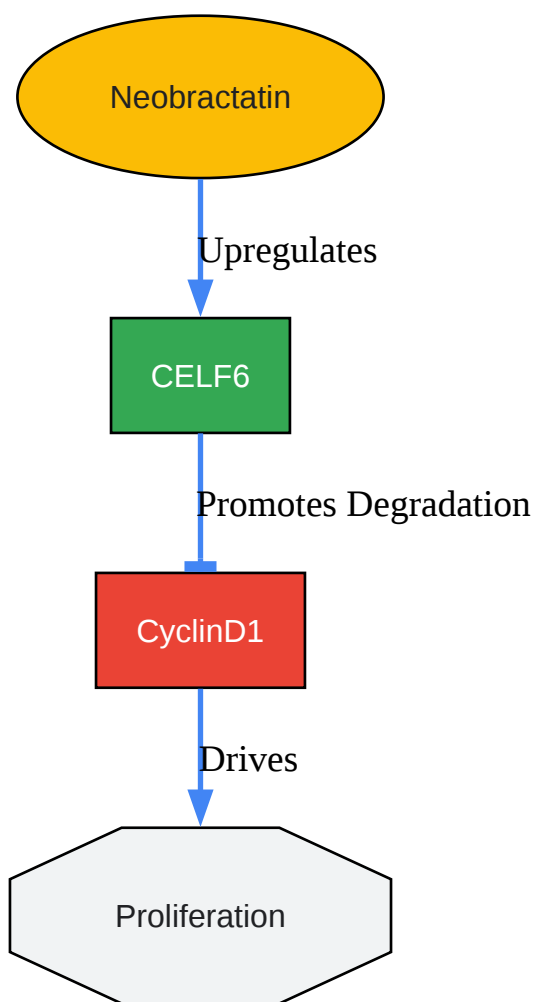 Neobractatin
Upregulates
CELF6
Promotes Degradation
CyclinD1
Drives
Proliferation